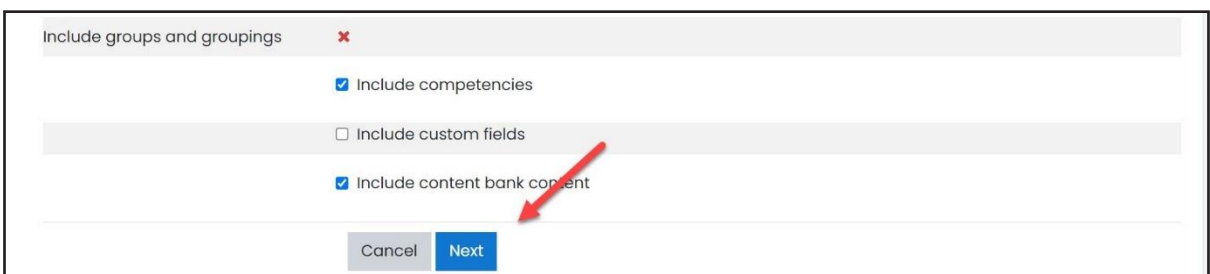 Include groups and groupings
Include competencies
Include custom fields
Include content bank content
Cancel Next